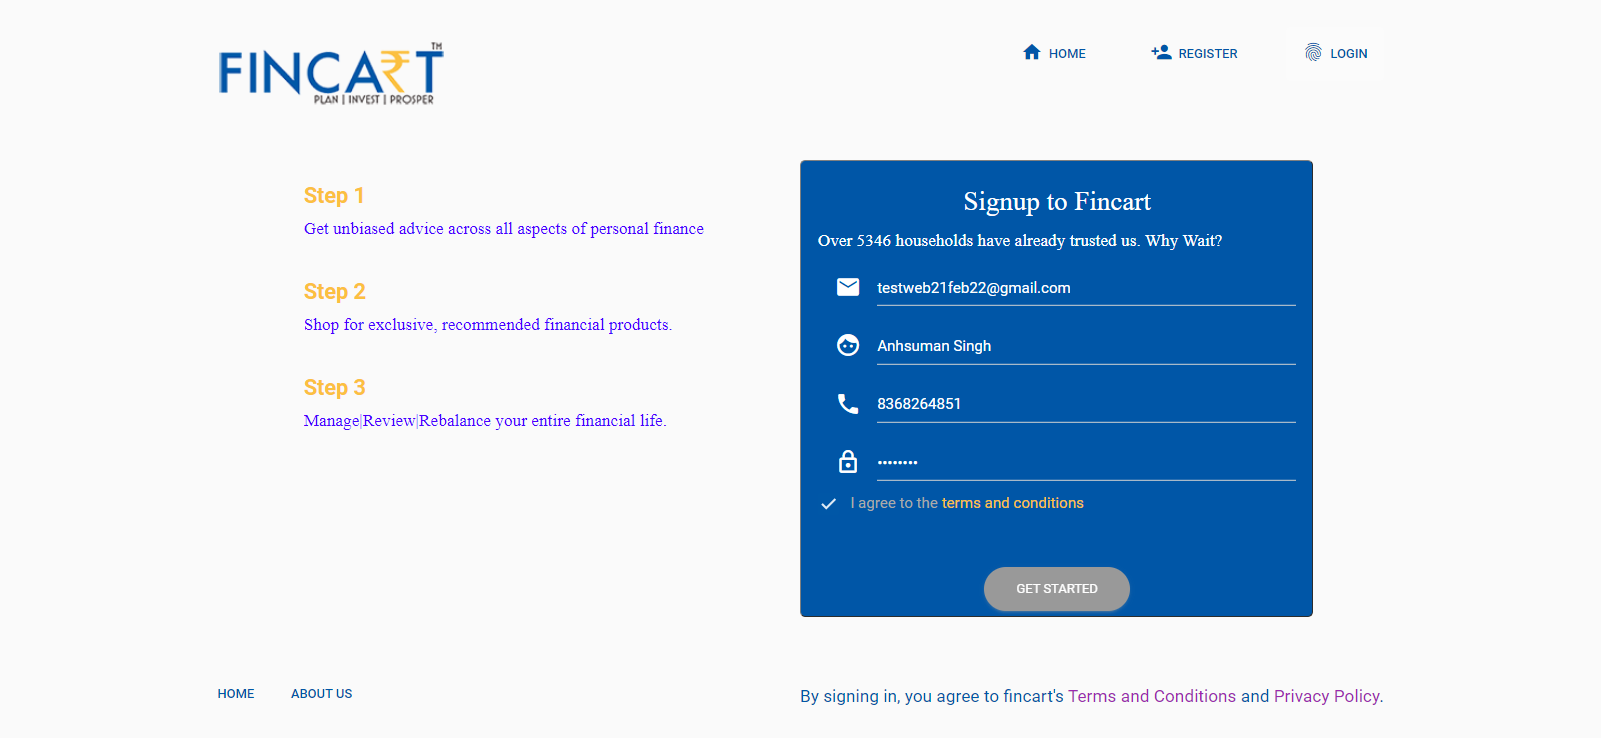 FINCART™
PLAN | INVEST | PROSPER
HOME
REGISTER
LOGIN
Step 1
Get unbiased advice across all aspects of personal finance
Step 2
Shop for exclusive, recommended financial products.
Step 3
Manage|Review|Rebalance your entire financial life.
Signup to Fincart
Over 5346 households have already trusted us. Why Wait?
testweb21feb22@gmail.com
Anhsuman Singh
8368264851
••••••••
I agree to the terms and conditions
GET STARTED
HOME
ABOUT US
By signing in, you agree to fincart's Terms and Conditions and Privacy Policy.